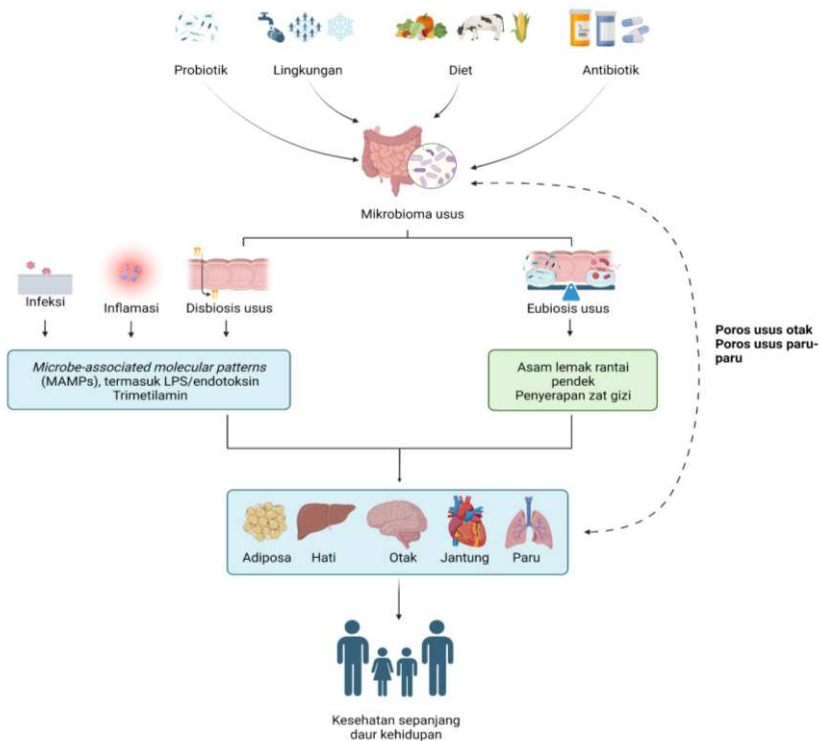 Probiotik
Lingkungan
Diet
Antibiotik
Mikrobioma usus
Infeksi
Inflamasi
Disbiosis usus
Eubiosis usus
Microbe-associated molecular patterns
(MAMPs), termasuk LPS/endotoksin
Trimetilamin
Asam lemak rantai
pendek
Penyerapan zat gizi
Poros usus otak
Poros usus paru-
paru
Adiposa
Hati
Otak
Jantung
Paru
Kesehatan sepanjang
daur kehidupan